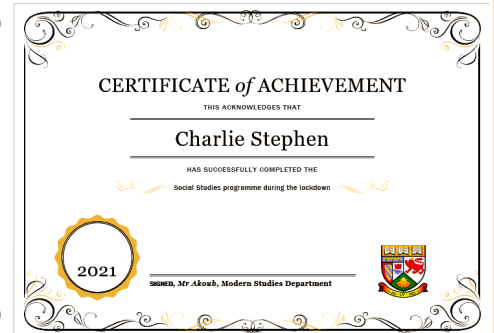 CERTIFICATE of ACHIEVEMENT
THIS ACKNOWLEDGES THAT
Charlie Stephen
HAS SUCCESSFULLY COMPLETED THE
Social Studies programme during the lockdown
2021
SIGNED, Mr Akoub, Modern Studies Department